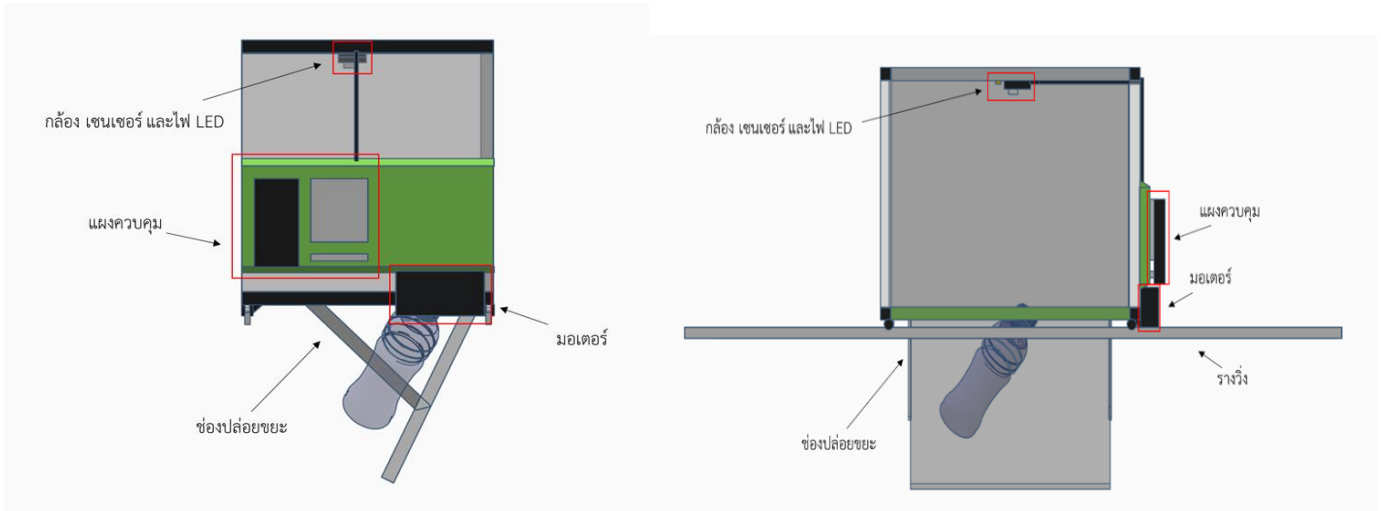 กล้อง เซนเซอร์ และไฟ LED
แผงควบคุม
มอเตอร์
ช่องปล่อยขยะ
กล้อง เซนเซอร์ และไฟ LED
แผงควบคุม
มอเตอร์
รางวิ่ง
ช่องปล่อยขยะ